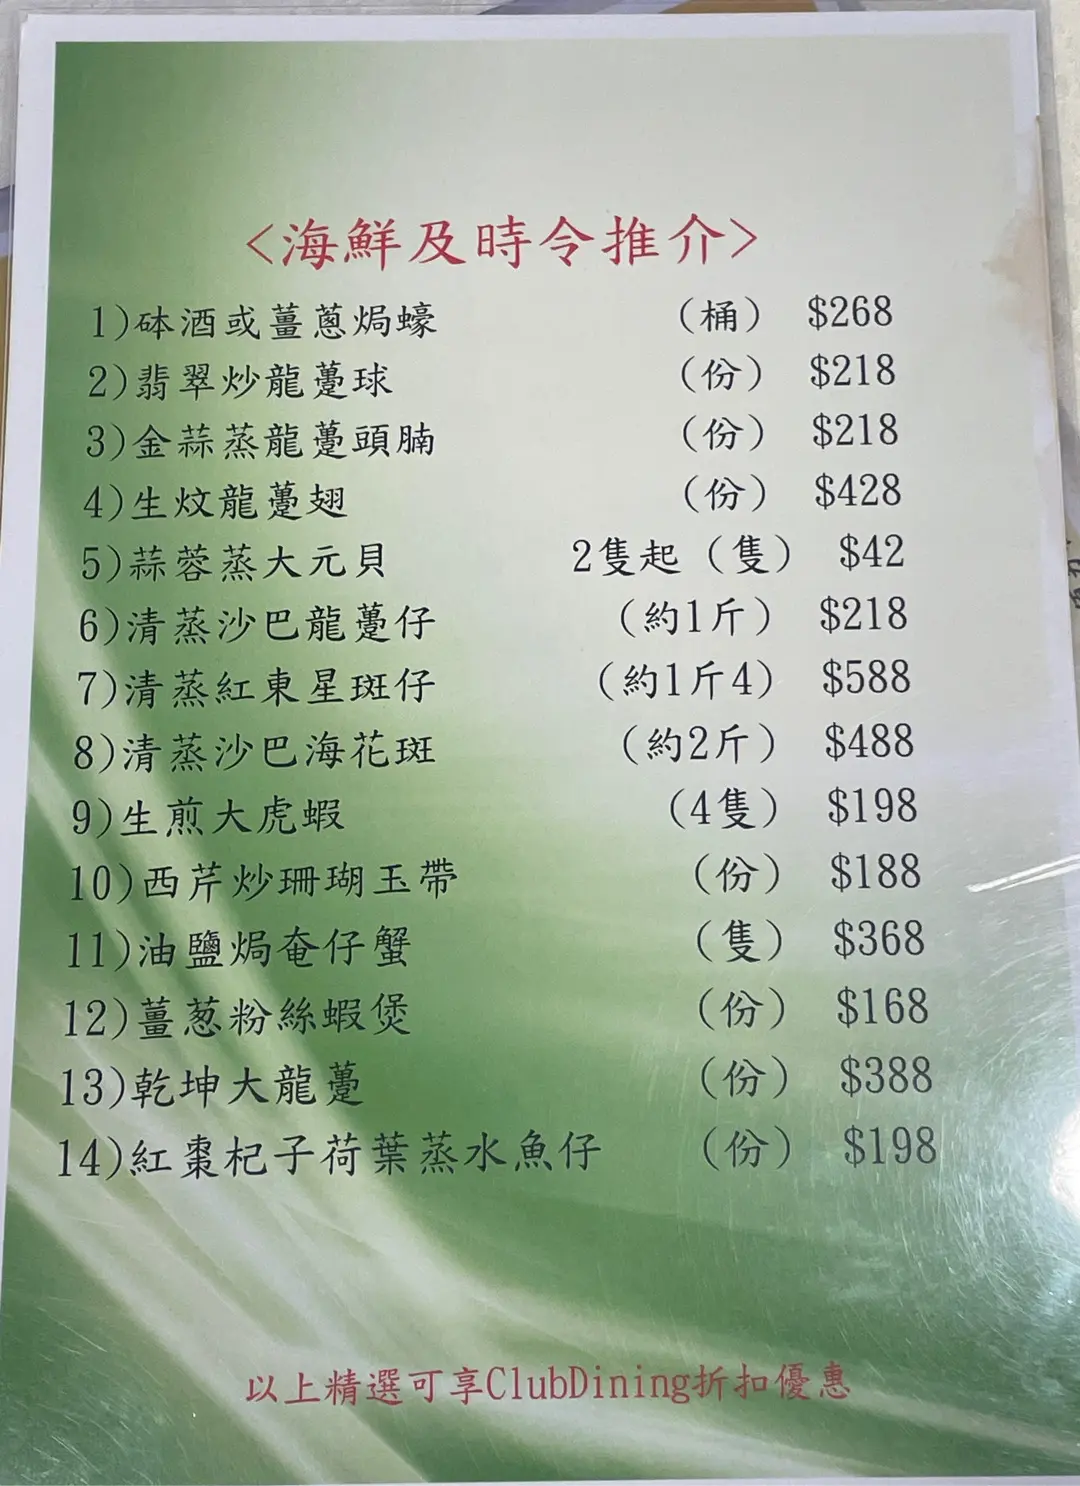 <海鮮及時令推介>
1)砵酒或薑蔥焗蠔 (桶) $268
2)翡翠炒龍躉球 (份) $218
3)金蒜蒸龍躉頭腩 (份) $218
4)生炆龍躉翅 (份) $428
5)蒜蓉蒸大元貝 2隻起 (隻) $42
6)清蒸沙巴龍躉仔 (約1斤) $218
7)清蒸紅東星斑仔 (約1斤4) $588
8)清蒸沙巴海花斑 (約2斤) $488
9)生煎大虎蝦 (4隻) $198
10)西芹炒珊瑚玉帶 (份) $188
11)油鹽焗奄仔蟹 (隻) $368
12)薑葱粉絲蝦煲 (份) $168
13)乾坤大龍躉 (份) $388
14)紅棗杞子荷葉蒸水魚仔 (份) $198
以上精選可享ClubDining折扣優惠